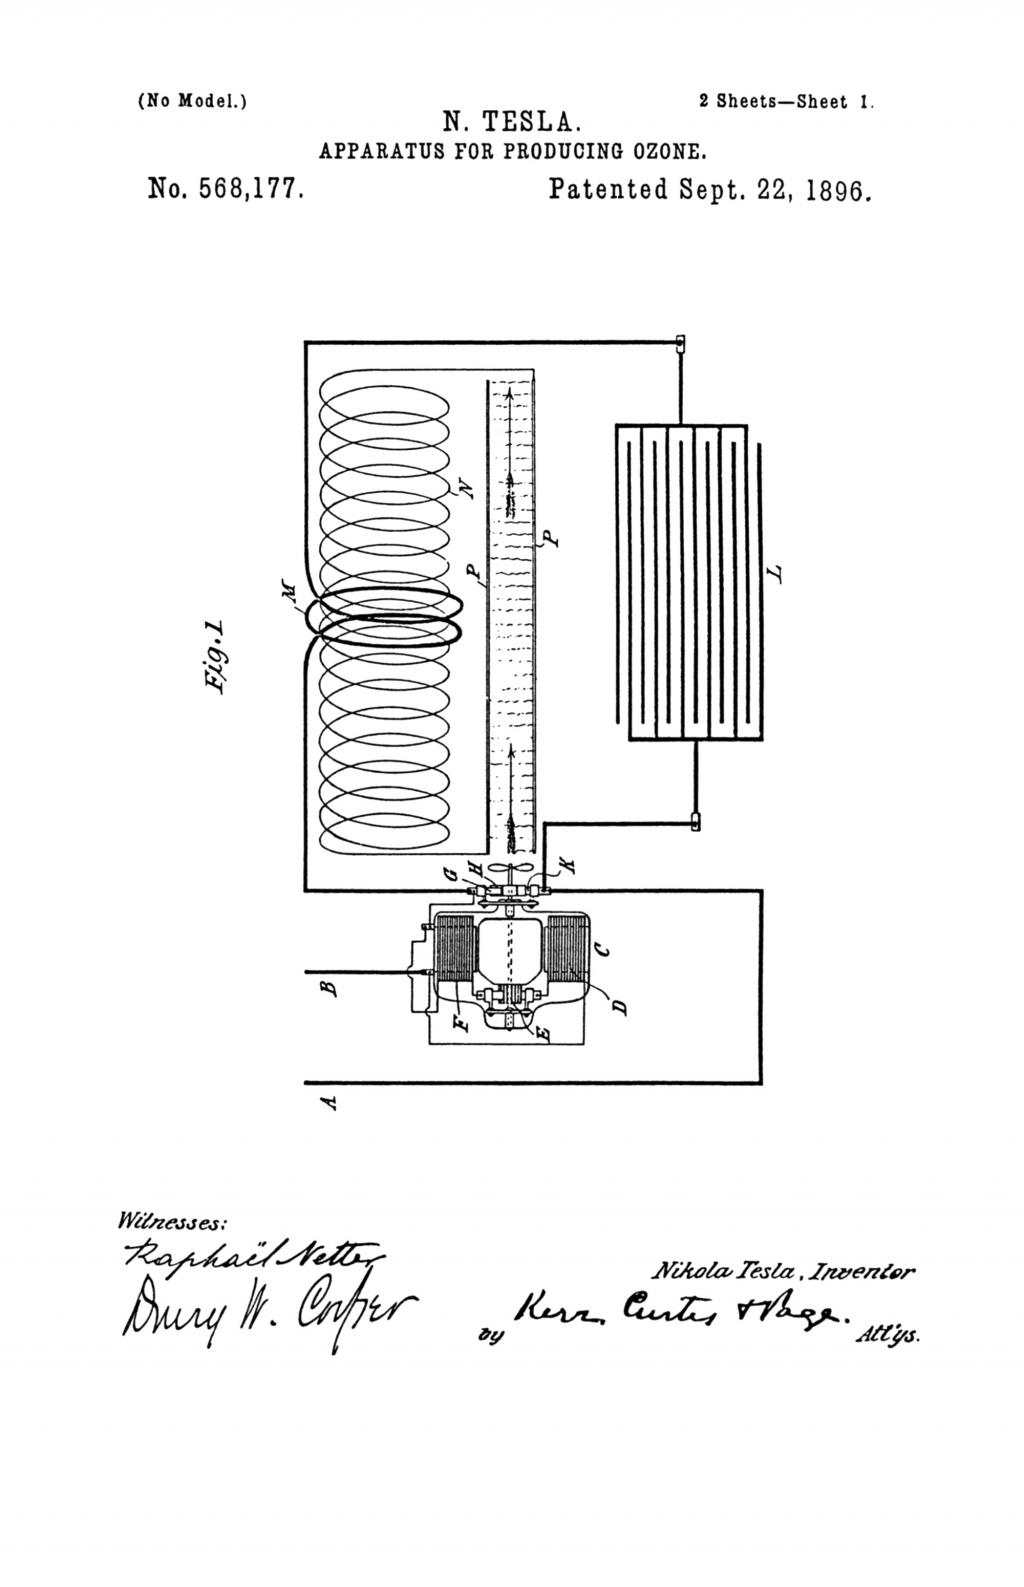 (No Model.)
2 Sheets—Sheet 1.
N. TESLA.
APPARATUS FOR PRODUCING OZONE.
No. 568,177.
Patented Sept. 22, 1896.
Fig. 1
M
N
P
P
L
G
H
K
B
F
E
D
C
A
Witnesses:
Raphaël Netter
Drury W. Cooper
Nikola Tesla, Inventor
by Kerr, Curtis & Page. Att'ys.